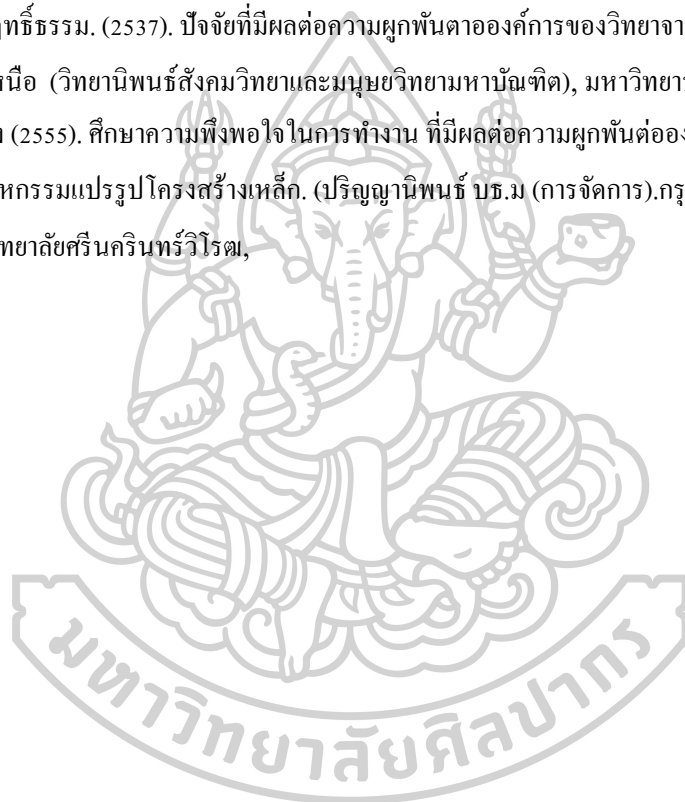 ฤทธิ์ธรรม. (2537). ปัจจัยที่มีผลต่อความผูกพันตาองค์การของวิทยาจา
หนือ (วิทยานิพนธ์สังคมวิทยาและมนุษยวิทยามหาบัณฑิต), มหาวิทยา
(2555). ศึกษาความพึงพอใจในการทำงาน ที่มีผลต่อความผูกพันต่ออง
หกรรมแปรรูปโครงสร้างเหล็ก. (ปริญญานิพนธ์ บธ.ม (การจัดการ).กรุ
ทยาลัยศรีนครินทร์วิโรฒ,
มหาวิทยาลัยศิลปากร